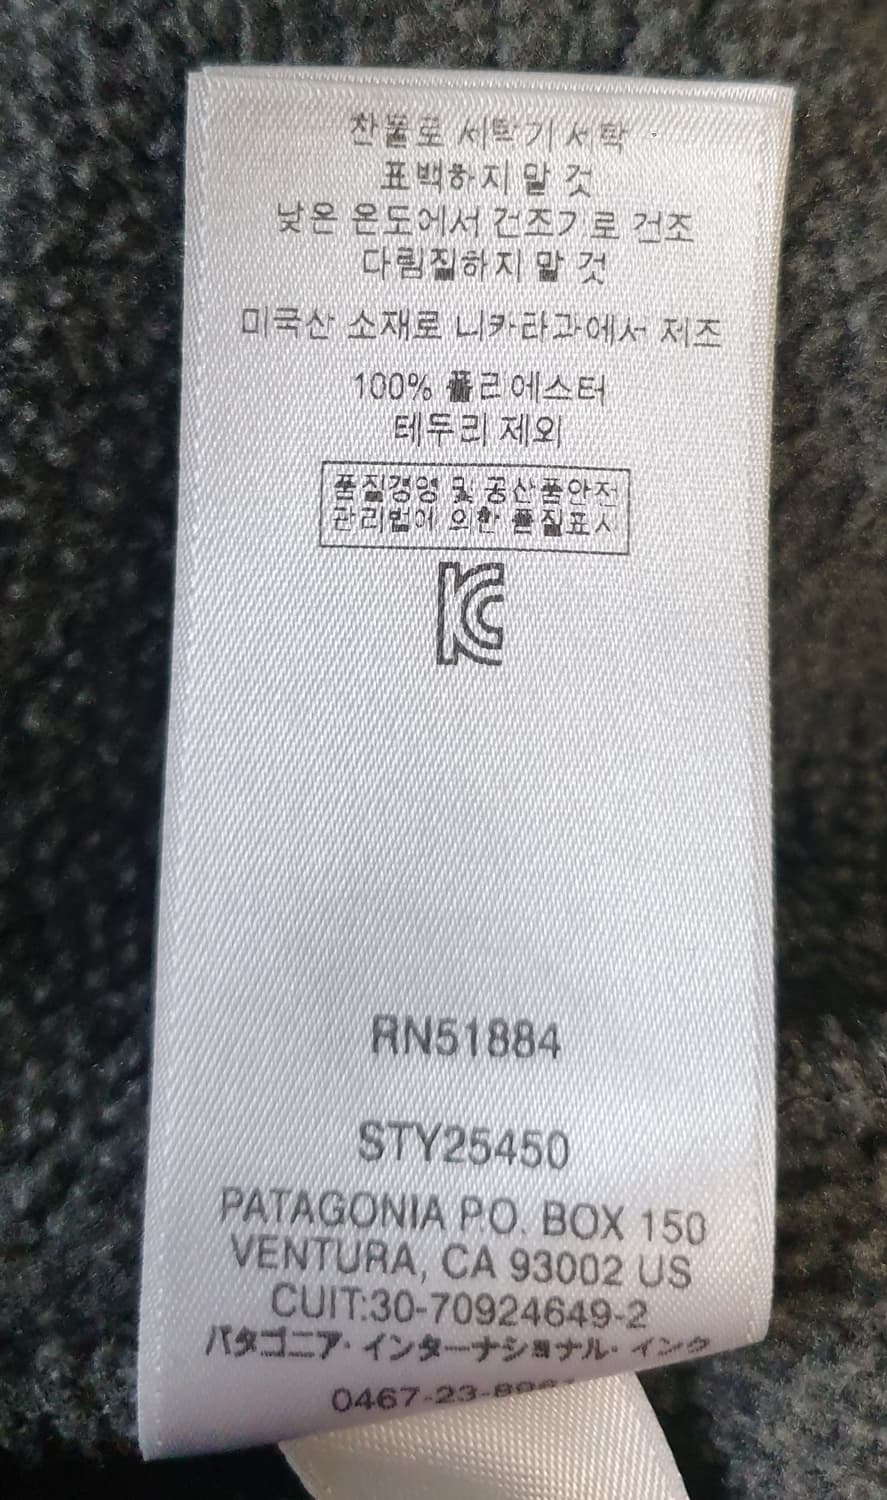 찬물로 세탁기세탁
표백하지 말 것
낮은 온도에서 건조기로 건조
다림질하지 말 것
미국산 소재로 니카라과에서 제조
100% 폴리에스터
테두리 제외
품질경영 및 공산품안전
관리법에 의한 품질표시
KC
RN51884
STY25450
PATAGONIA P.O. BOX 150
VENTURA, CA 93002 US
CUIT:30-70924649-2
パタゴニア・インターナショナル・インク